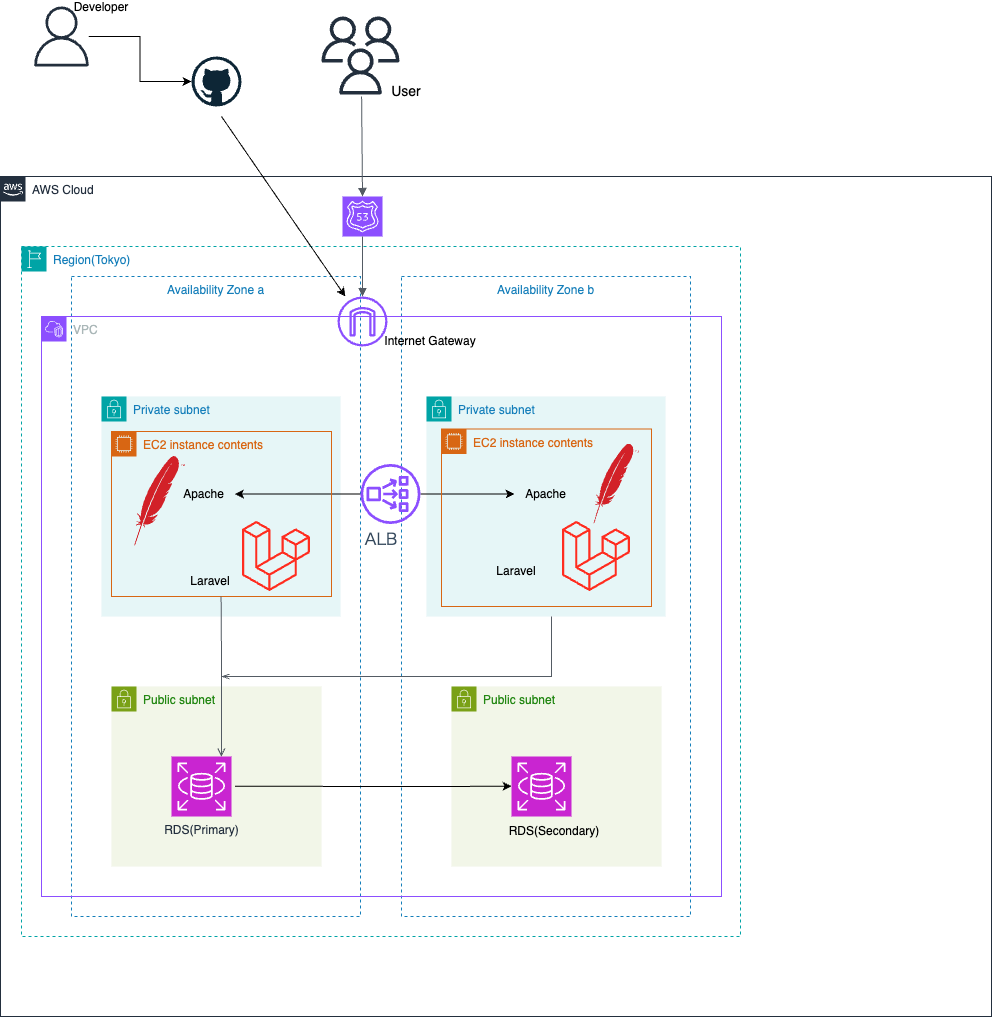 Developer
User
aws
AWS Cloud
53
Region(Tokyo)
Availability Zone a
Availability Zone b
VPC
Internet Gateway
Private subnet
Private subnet
EC2 instance contents
EC2 instance contents
Apache
Apache
ALB
Laravel
Laravel
Public subnet
Public subnet
RDS(Primary)
RDS(Secondary)